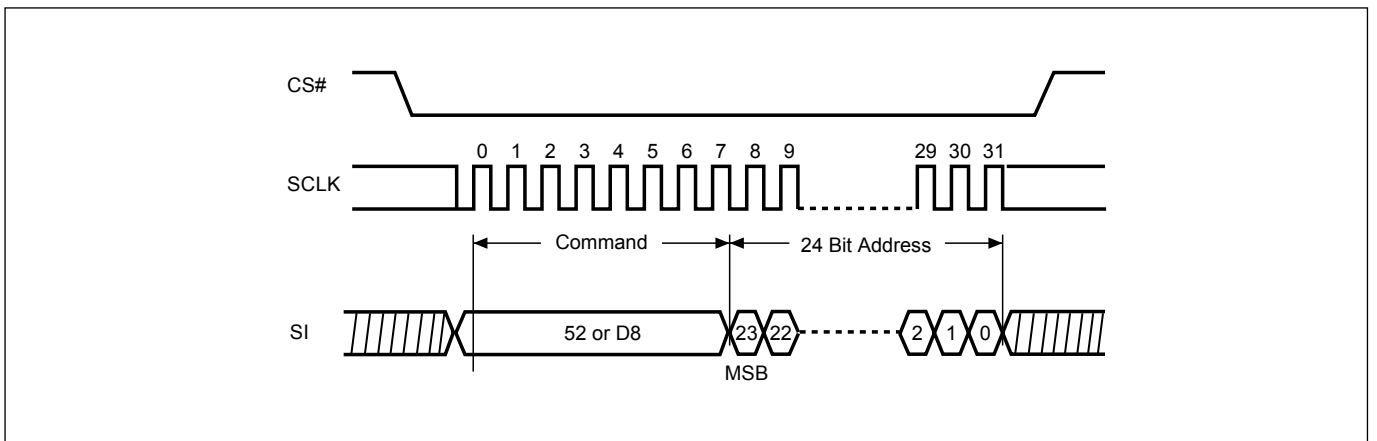 CS#
0 1 2 3 4 5 6 7 8 9 29 30 31
SCLK
Command 24 Bit Address
SI 52 or D8 23 22 2 1 0
MSB